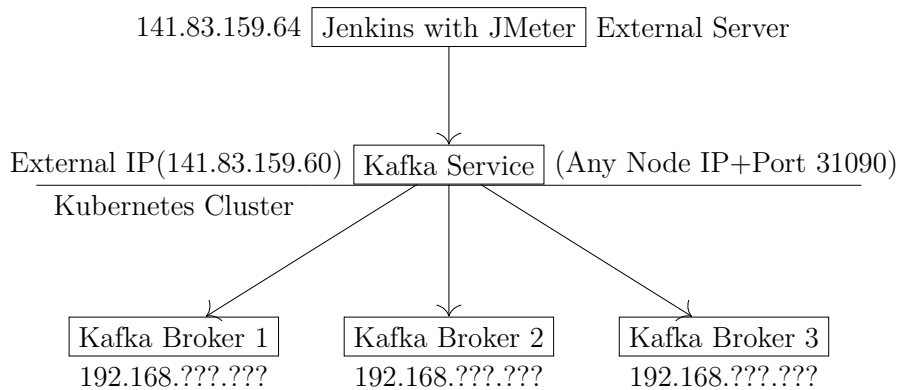 141.83.159.64 Jenkins with JMeter External Server
External IP(141.83.159.60) Kafka Service (Any Node IP+Port 31090)
Kubernetes Cluster
Kafka Broker 1 Kafka Broker 2 Kafka Broker 3
192.168.???.??? 192.168.???.??? 192.168.???.???